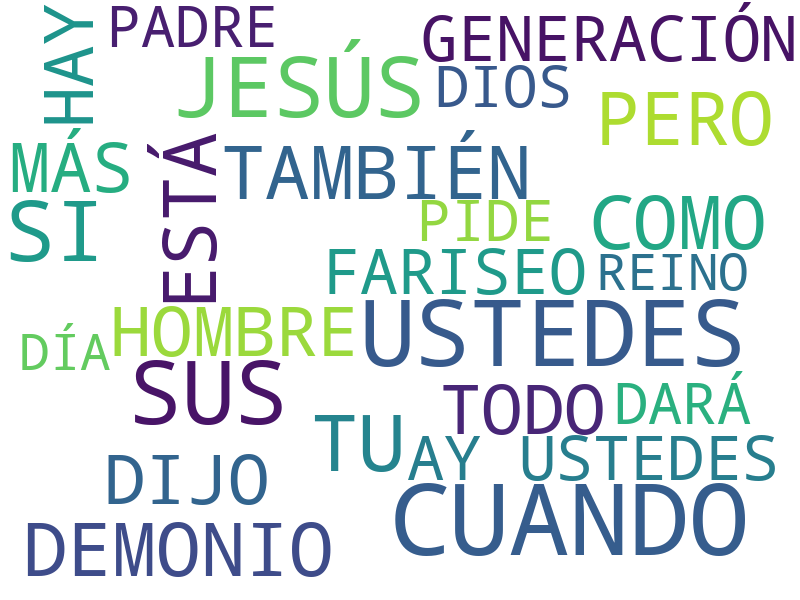 HAY
PADRE
GENERACIÓN
JESÚS
DIOS
PERO
MÁS
ESTÁ
TAMBIÉN
SI
PIDE
COMO
FARISEO
REINO
HOMBRE
USTEDES
DÍA
SUS
TODO
DARÁ
TU
AY USTEDES
DIJO
CUANDO
DEMONIO